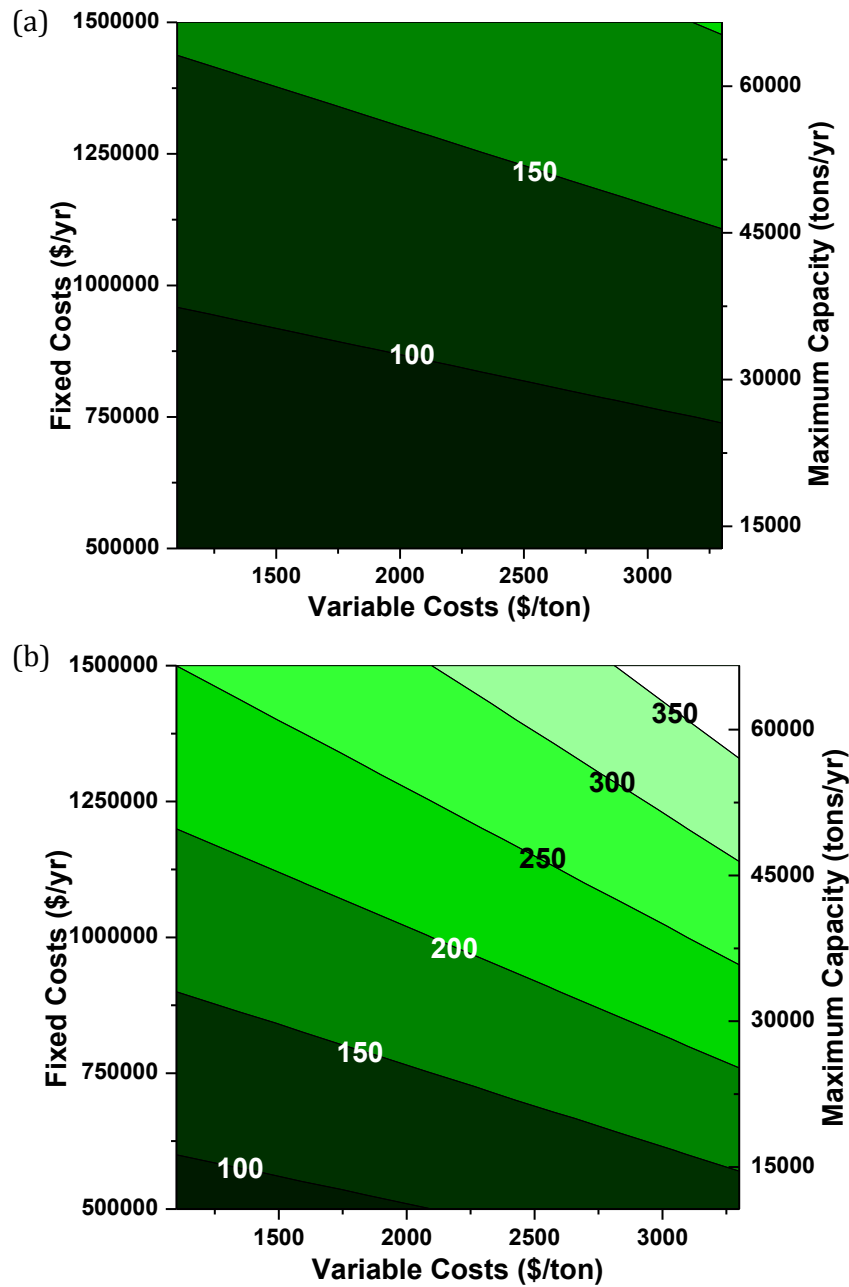 (a)
1500000
1250000
1000000
750000
500000
Fixed Costs ($/yr)
150
100
60000
45000
30000
15000
Maximum Capacity (tons/yr)
1500 2000 2500 3000
Variable Costs ($/ton)
(b)
1500000
1250000
1000000
750000
500000
Fixed Costs ($/yr)
350
300
250
200
150
100
60000
45000
30000
15000
Maximum Capacity (tons/yr)
1500 2000 2500 3000
Variable Costs ($/ton)